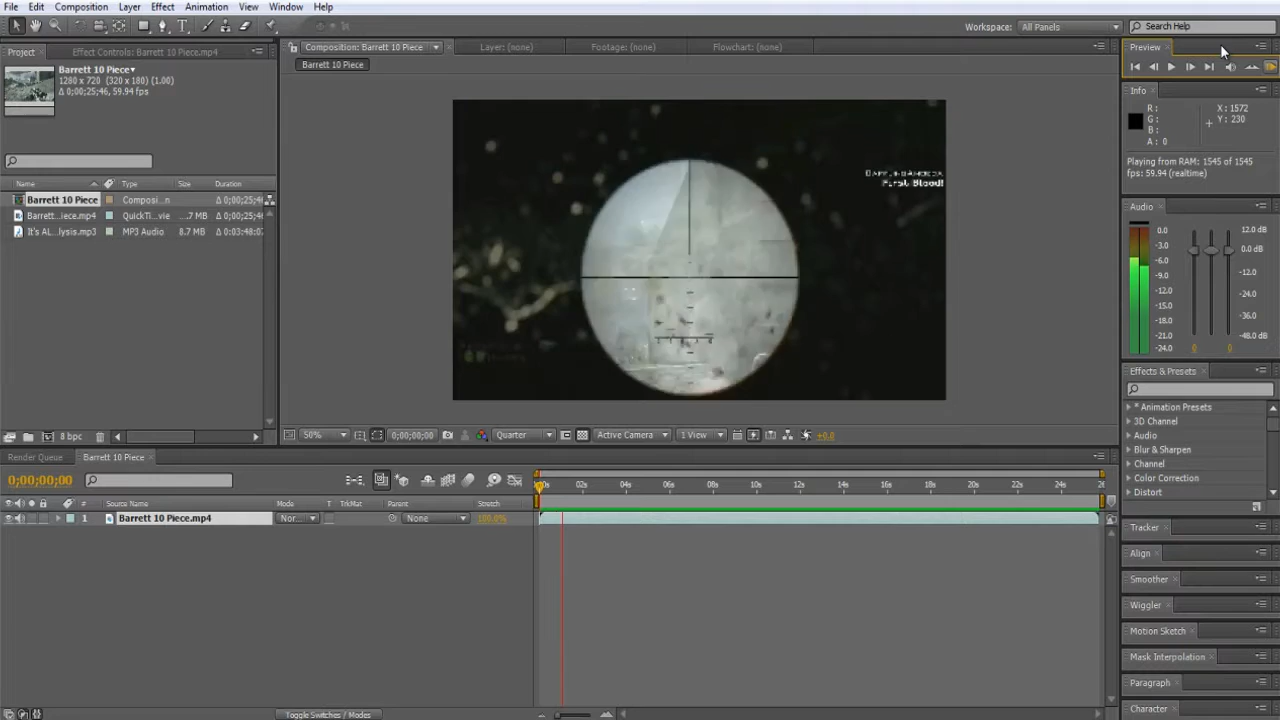 File Edit Composition Layer Effect Animation View Window Help
Workspace: All Panels Search Help
Project Effect Controls: Barrett 10 Piece.mp4
Composition: Barrett 10 Piece Layer: (none) Footage: (none) Flowchart: (none)
Preview
Barrett 10 Piece
1280 x 720 (320 x 180) (1.00)
Δ 0;00;25;46, 59.94 fps
Barrett 10 Piece
Info
R :
G :
B :
A : 0
X : 1572
Y : 230
Playing from RAM: 1545 of 1545
fps: 59.94 (realtime)
First Blood!
Name Type Size Duration
Barrett 10 Piece Composi...n 0;00;25;46
Barrett...iece.mp4 QuickTi...vie ...7 MB 0;00;25;46
It's AL...lysis.mp3 MP3 Audio 8.7 MB 0:03:48:07
Audio
0.0 12.0 dB
-3.0 0.0 dB
-6.0
-9.0 -12.0
-12.0
-15.0 -24.0
-18.0
-21.0 -36.0
-24.0 -48.0 dB
0 0
Effects & Presets
* Animation Presets
3D Channel
Audio
Blur & Sharpen
Channel
Color Correction
Distort
8 bpc
50% 0;00;00;00 Quarter Active Camera 1 View +0.0
Render Queue Barrett 10 Piece
0;00;00;00
02s 04s 06s 08s 10s 12s 14s 16s 18s 20s 22s 24s
# Source Name Mode T TrkMat Parent Stretch
1 Barrett 10 Piece.mp4 Nor... None 100.0%
Tracker
Align
Smoother
Wiggler
Motion Sketch
Mask Interpolation
Paragraph
Character
Toggle Switches / Modes